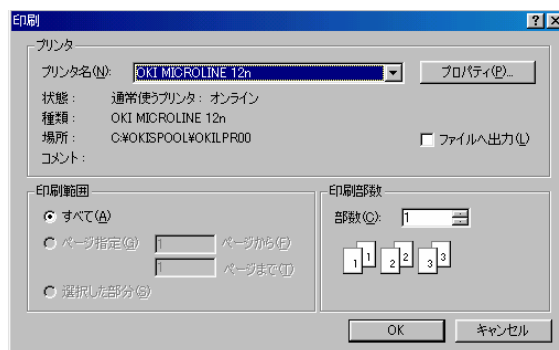 印刷
プリンタ
プリンタ名(N): OKI MICROLINE 12n プロパティ(P)...
状態： 通常使うプリンタ： オンライン
種類： OKI MICROLINE 12n
場所： C:¥OKISPOOL¥OKILPR00
コメント：
ファイルへ出力(L)
印刷範囲
すべて(A)
ページ指定(G) 1 ページから(F)
1 ページまで(T)
選択した部分(S)
印刷部数
部数(C): 1
1 1 2 2 3 3
OK キャンセル